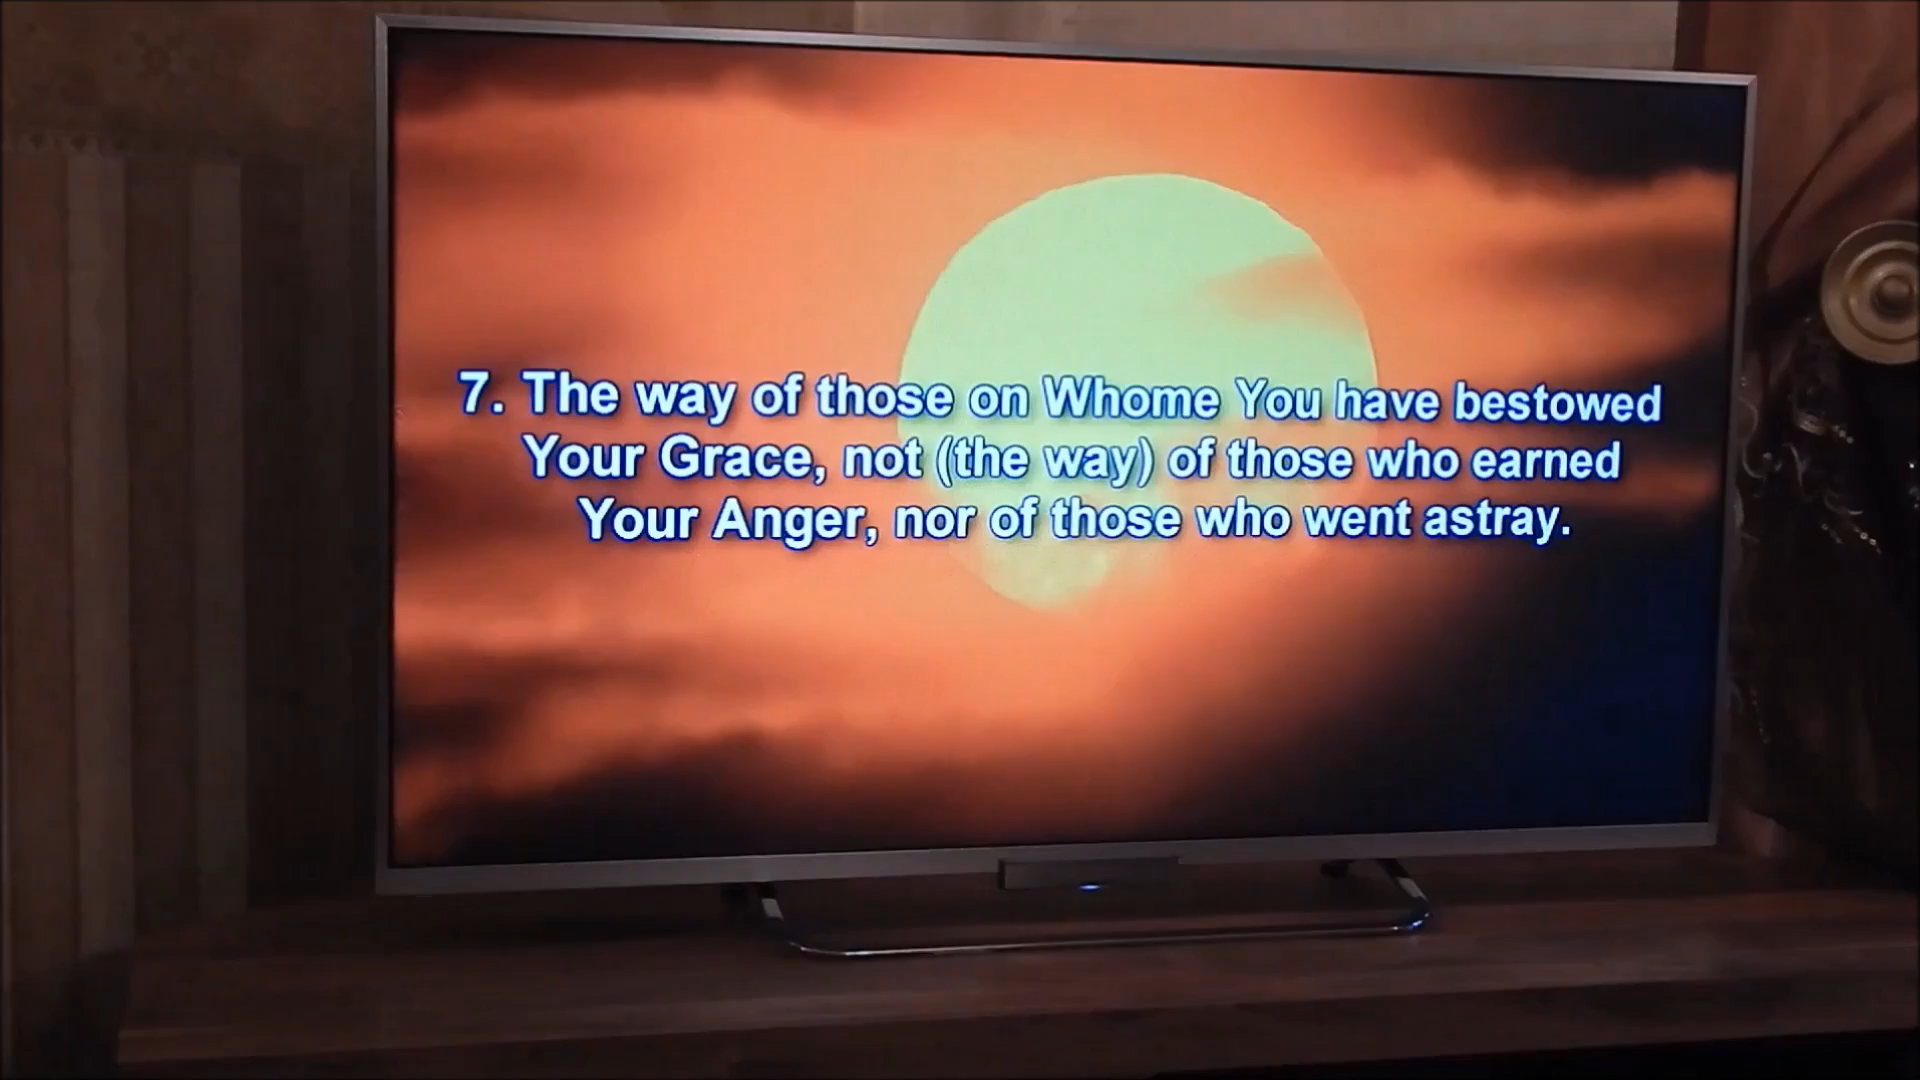 7. The way of those on Whome You have bestowed
Your Grace, not (the way) of those who earned
Your Anger, nor of those who went astray.